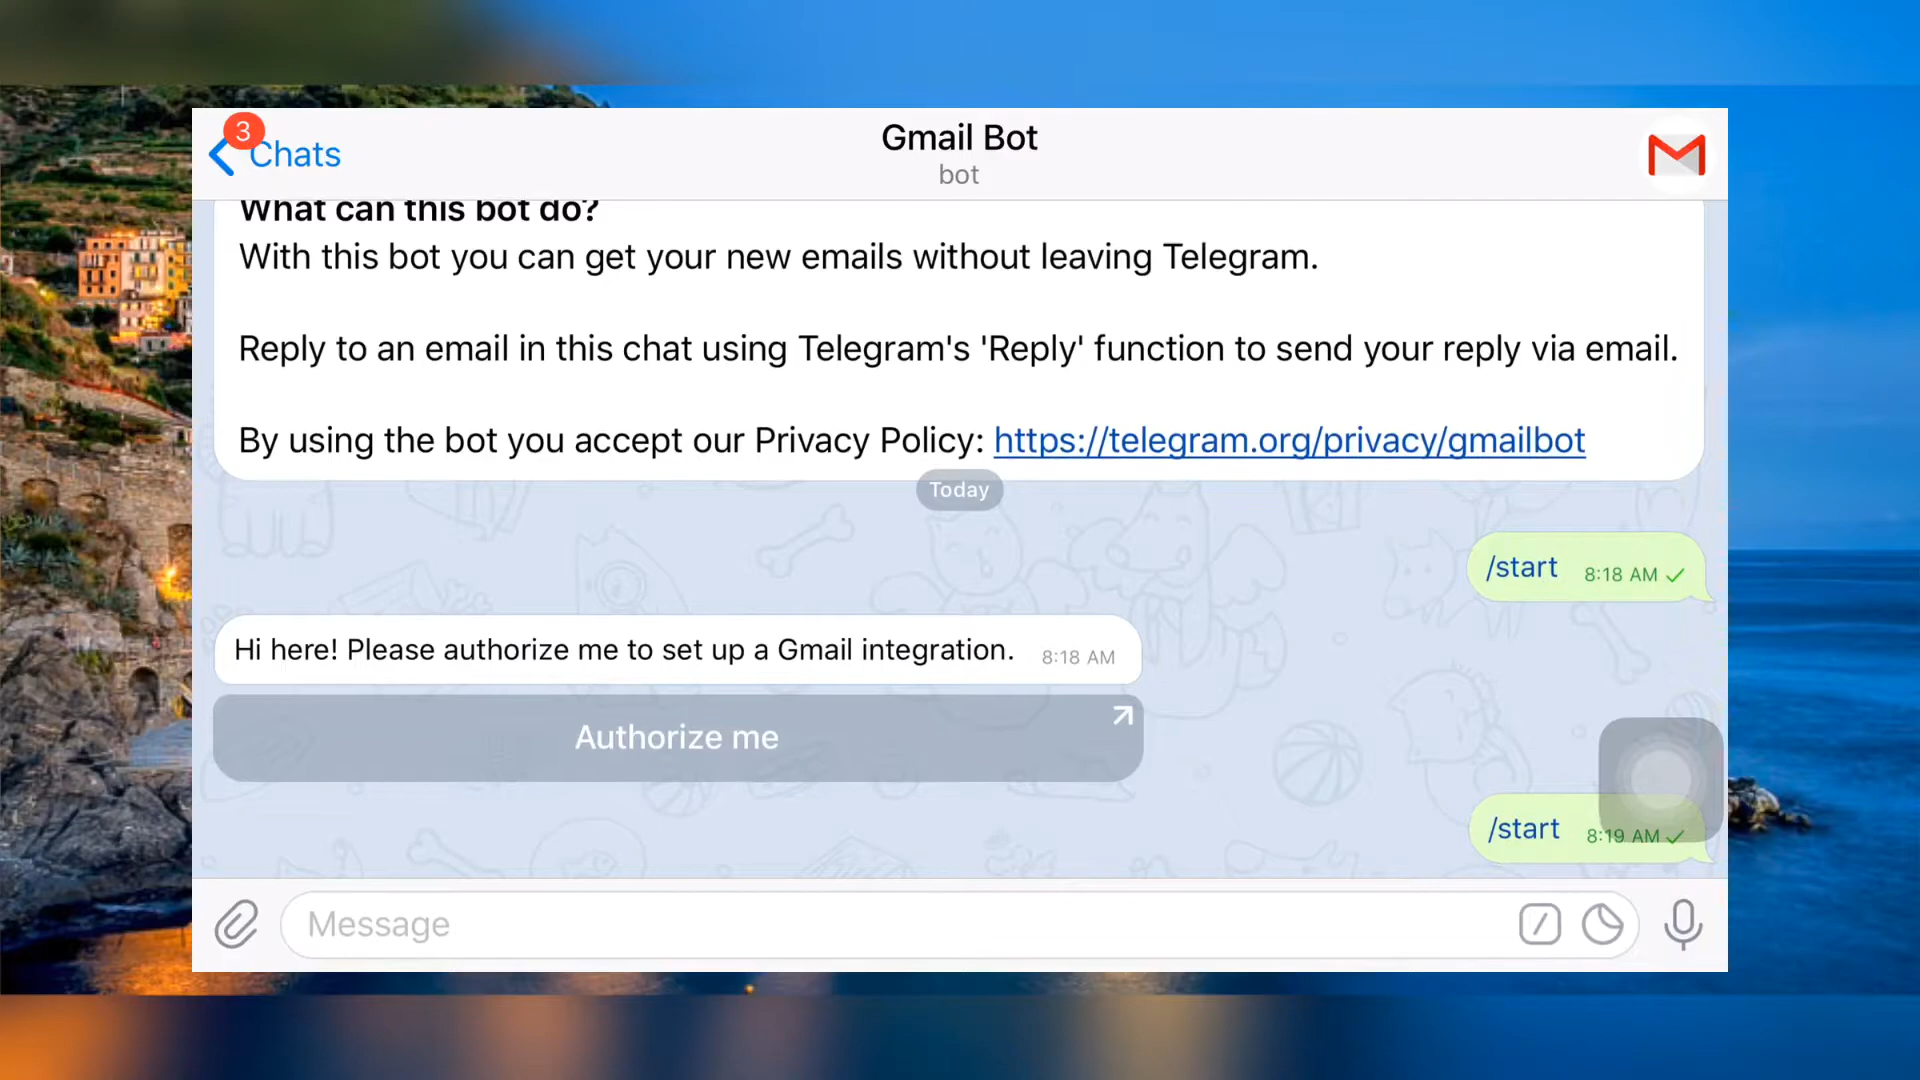 3
Chats
Gmail Bot
bot
What can this bot do?
With this bot you can get your new emails without leaving Telegram.
Reply to an email in this chat using Telegram's 'Reply' function to send your reply via email.
By using the bot you accept our Privacy Policy: https://telegram.org/privacy/gmailbot
Today
/start 8:18 AM
Hi here! Please authorize me to set up a Gmail integration. 8:18 AM
Authorize me
/start 8:19 AM
Message